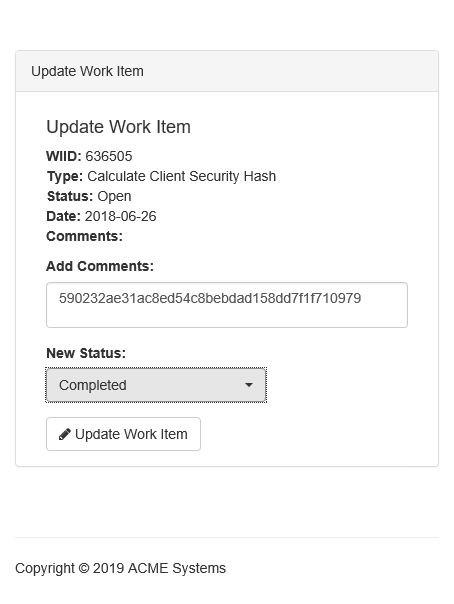 Update Work Item
Update Work Item
WIID: 636505
Type: Calculate Client Security Hash
Status: Open
Date: 2018-06-26
Comments:
Add Comments:
590232ae31ac8ed54c8bebdad158dd7f1f710979
New Status:
Completed
Update Work Item
Copyright © 2019 ACME Systems